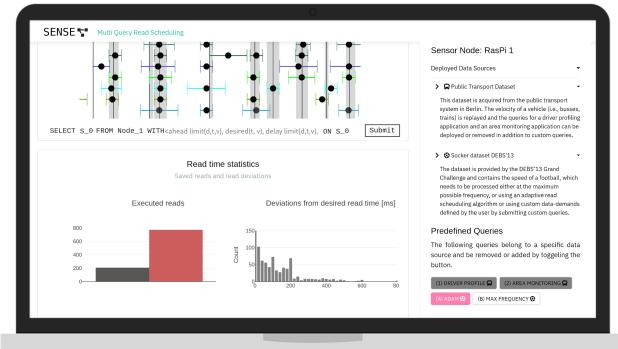 SENSE
Multi Query Read Scheduling
SELECT S_0 FROM Node_1 WITH <ahead limit(d,t,v), desired(t, v), delay limit(d,t,v), ON S_0 Submit
Read time statistics
Saved reads and read deviations
Executed reads
800
600
400
200
0
Deviations from desired read time [ms]
Count
150
100
50
0
0 200 400 600 80
Sensor Node: RasPi 1
Deployed Data Sources
Public Transport Dataset
This dataset is acquired from the public transport
system in Berlin. The velocity of a vehicle (i.e., busses,
trains) is replayed and the queries for a driver profiling
application and an area monitoring application can be
deployed or removed in addition to custom queries.
Socker dataset DEBS'13
The dataset is provided by the DEBS'13 Grand
Challenge and contains the speed of a football, which
needs to be processed either at the maximum
possible frequency, or using an adaptive read
scheudling algorithm or using custom data-demands
defined by the user by submitting custom queries.
Predefined Queries
The following queries belong to a specific data
source and be removed or added by toggeling the
button.
(1) DRIVER PROFILE (2) AREA MONITORING
(A) ADAM (B) MAX FREQUENCY